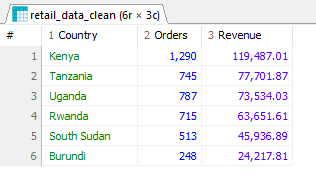 retail_data_clean (6r × 3c)
# 1 Country 2 Orders 3 Revenue
1 Kenya 1,290 119,487.01
2 Tanzania 745 77,701.87
3 Uganda 787 73,534.03
4 Rwanda 715 63,651.61
5 South Sudan 513 45,936.89
6 Burundi 248 24,217.81